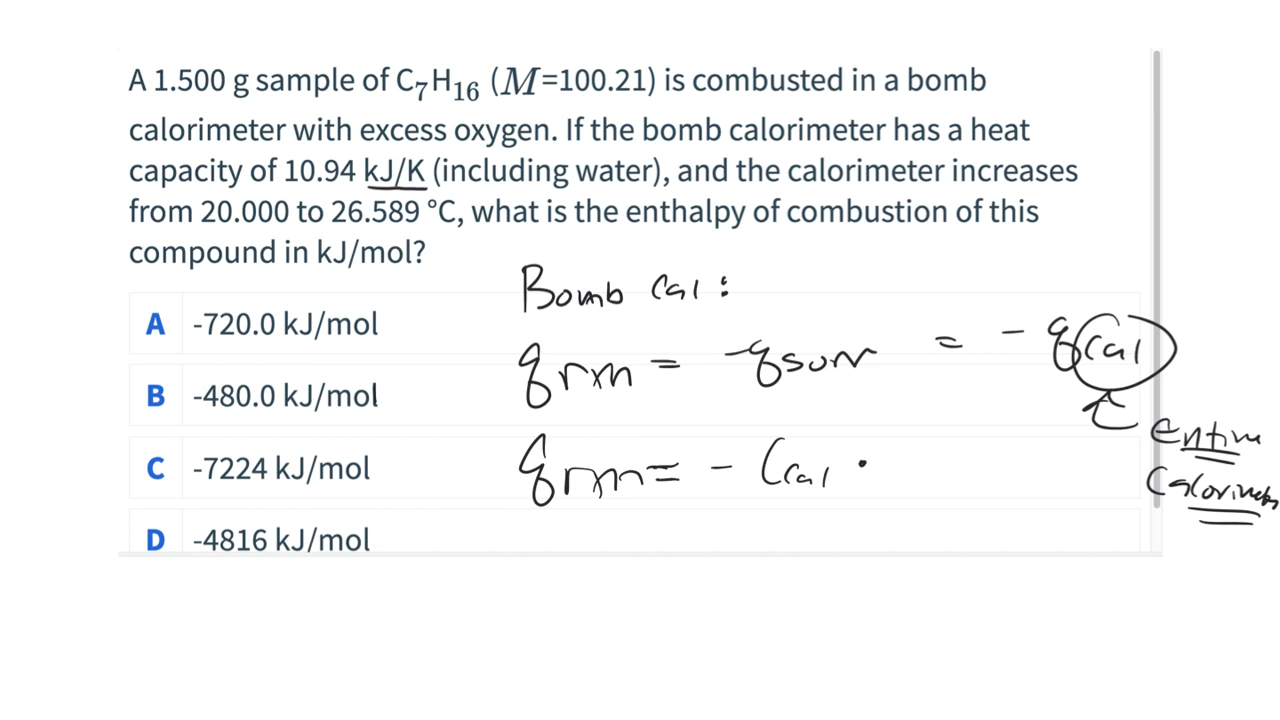 A 1.500 g sample of C₇H₁₆ (M=100.21) is combusted in a bomb
calorimeter with excess oxygen. If the bomb calorimeter has a heat
capacity of 10.94 kJ/K (including water), and the calorimeter increases
from 20.000 to 26.589 °C, what is the enthalpy of combustion of this
compound in kJ/mol?
Bomb Cal :
A -720.0 kJ/mol
qrxn = -qsurr = - qcal
B -480.0 kJ/mol
Entire
Calorimeter
C -7224 kJ/mol
qrxn = - Ccal ·
D -4816 kJ/mol